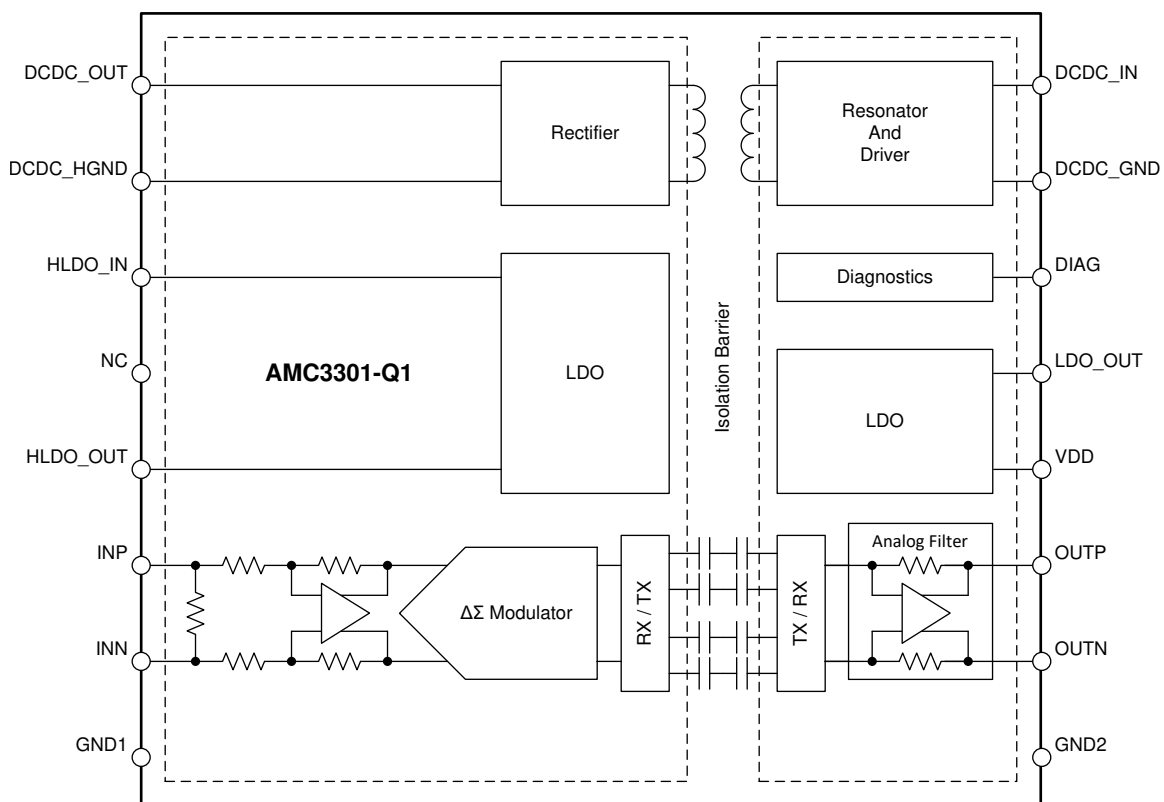 DCDC_OUT
DCDC_HGND
HLDO_IN
NC
HLDO_OUT
INP
INN
GND1
Rectifier
AMC3301-Q1
LDO
ΔΣ Modulator
RX / TX
Isolation Barrier
Resonator
And
Driver
Diagnostics
LDO
TX / RX
Analog Filter
DCDC_IN
DCDC_GND
DIAG
LDO_OUT
VDD
OUTP
OUTN
GND2